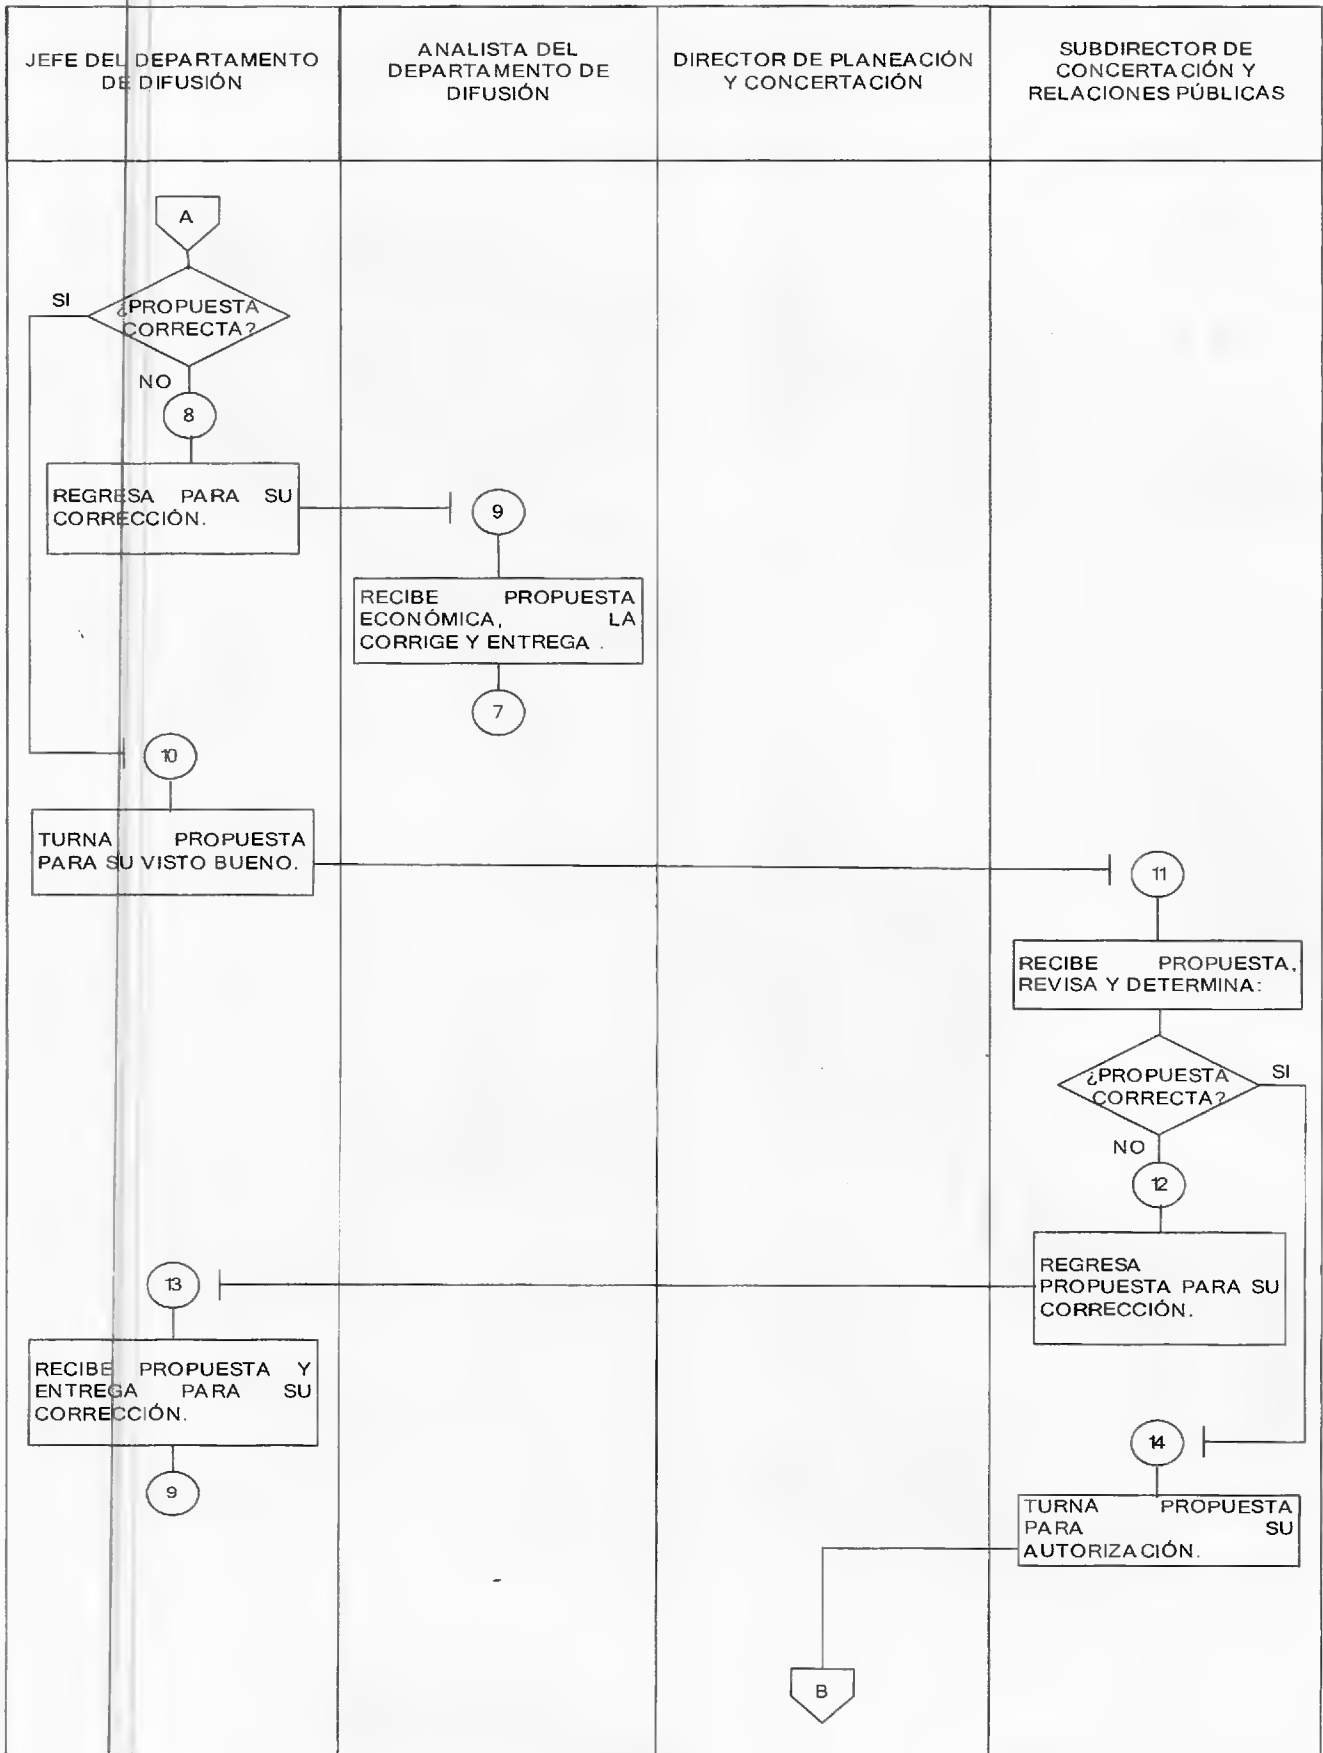 JEFE DEL DEPARTAMENTO
DE DIFUSIÓN
ANALISTA DEL
DEPARTAMENTO DE
DIFUSIÓN
DIRECTOR DE PLANEACIÓN
Y CONCERTACIÓN
SUBDIRECTOR DE
CONCERTACIÓN Y
RELACIONES PÚBLICAS
A
SI
¿PROPUESTA
CORRECTA?
NO
8
REGRESA PARA SU
CORRECCIÓN.
9
RECIBE PROPUESTA
ECONÓMICA, LA
CORRIGE Y ENTREGA .
7
10
TURNA PROPUESTA
PARA SU VISTO BUENO.
11
RECIBE PROPUESTA,
REVISA Y DETERMINA:
¿PROPUESTA
CORRECTA?
SI
NO
12
REGRESA
PROPUESTA PARA SU
CORRECCIÓN.
13
RECIBE PROPUESTA Y
ENTREGA PARA SU
CORRECCIÓN.
9
14
TURNA PROPUESTA
PARA SU
AUTORIZACIÓN.
B